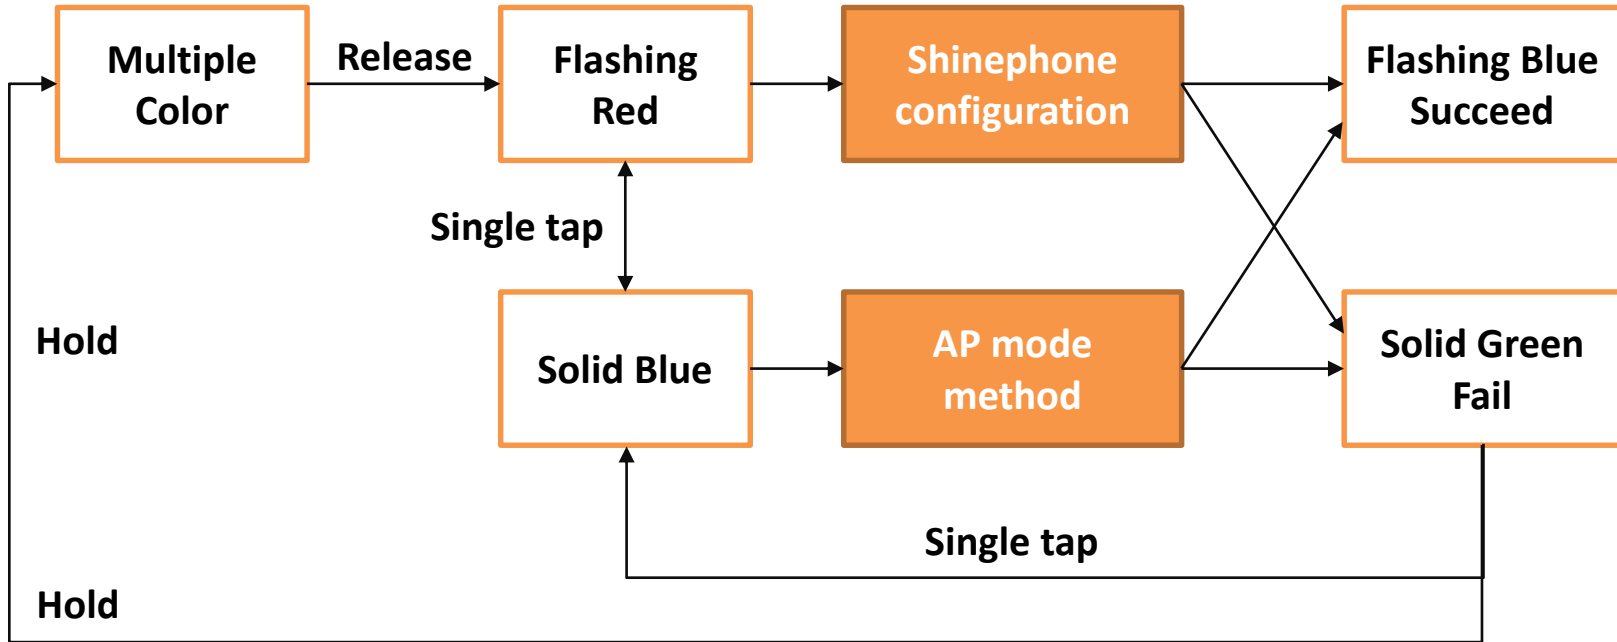 Multiple
Color
Release
Flashing
Red
Shinephone
configuration
Flashing Blue
Succeed
Single tap
Hold
Solid Blue
AP mode
method
Solid Green
Fail
Single tap
Hold